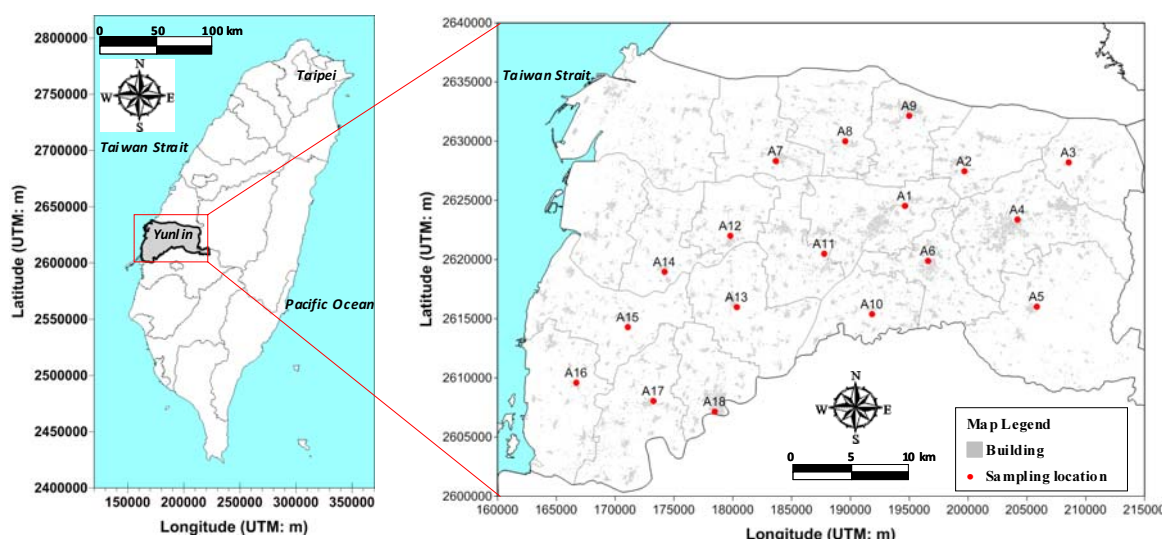 0 50 100 km
N
W E
S
Taipei
Taiwan Strait
Yunlin
Pacific Ocean
2800000
2750000
2700000
2650000
2600000
2550000
2500000
2450000
2400000
Latitude (UTM: m)
150000 200000 250000 300000 350000
Longitude (UTM: m)
2640000
2635000
2630000
2625000
2620000
2615000
2610000
2605000
2600000
Latitude (UTM: m)
Taiwan Strait
A9
A8
A7
A2
A3
A1
A4
A12
A11
A6
A14
A13
A10
A5
A15
A16
A17
A18
N
W E
S
0 5 10 km
Map Legend
Building
Sampling location
160000 165000 170000 175000 180000 185000 190000 195000 200000 205000 210000 215000
Longitude (UTM: m)